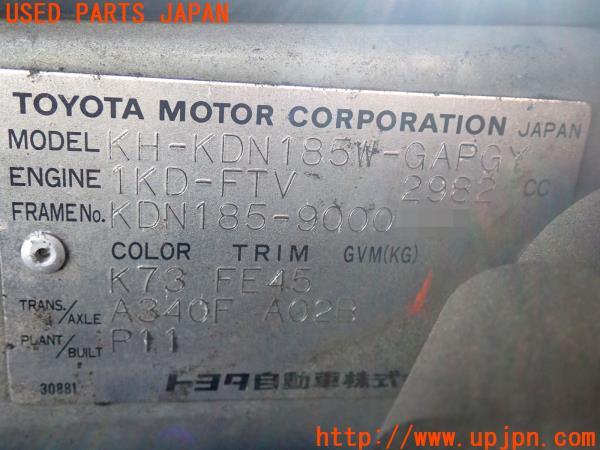 USED PARTS JAPAN
TOYOTA MOTOR CORPORATION JAPAN
MODEL KH-KDN185W-GAPGY
ENGINE 1KD-FTV 2982 CC
FRAME No. KDN185-9000
COLOR TRIM GVM(KG)
K73 FE45
TRANS./AXLE A340F A02B
PLANT/BUILT P11
30881 トヨタ自動車株式
http://www.upjpn.com/